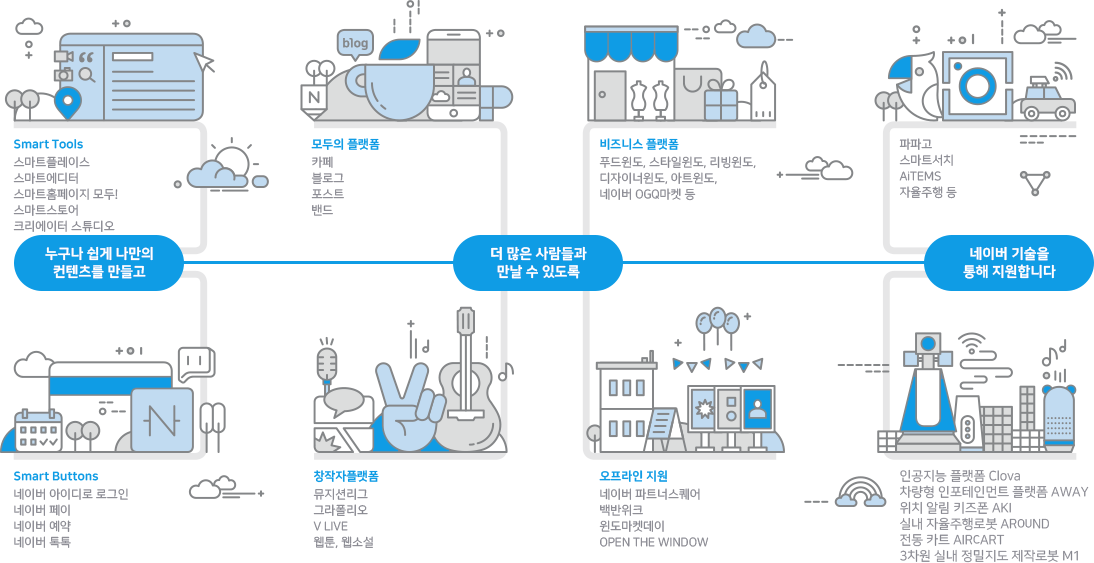 blog
N
Smart Tools
스마트플레이스
스마트에디터
스마트홈페이지 모두!
스마트스토어
크리에이터 스튜디오
모두의 플랫폼
카페
블로그
포스트
밴드
비즈니스 플랫폼
푸드윈도, 스타일윈도, 리빙윈도,
디자이너윈도, 아트윈도,
네이버 OGQ마켓 등
파파고
스마트서치
AiTEMS
자율주행 등
누구나 쉽게 나만의
컨텐츠를 만들고
더 많은 사람들과
만날 수 있도록
네이버 기술을
통해 지원합니다
N
Smart Buttons
네이버 아이디로 로그인
네이버 페이
네이버 예약
네이버 톡톡
창작자플랫폼
뮤지션리그
그라폴리오
V LIVE
웹툰, 웹소설
오프라인 지원
네이버 파트너스퀘어
백반위크
윈도마켓데이
OPEN THE WINDOW
인공지능 플랫폼 Clova
차량형 인포테인먼트 플랫폼 AWAY
위치 알림 키즈폰 AKI
실내 자율주행로봇 AROUND
전동 카트 AIRCART
3차원 실내 정밀지도 제작로봇 M1